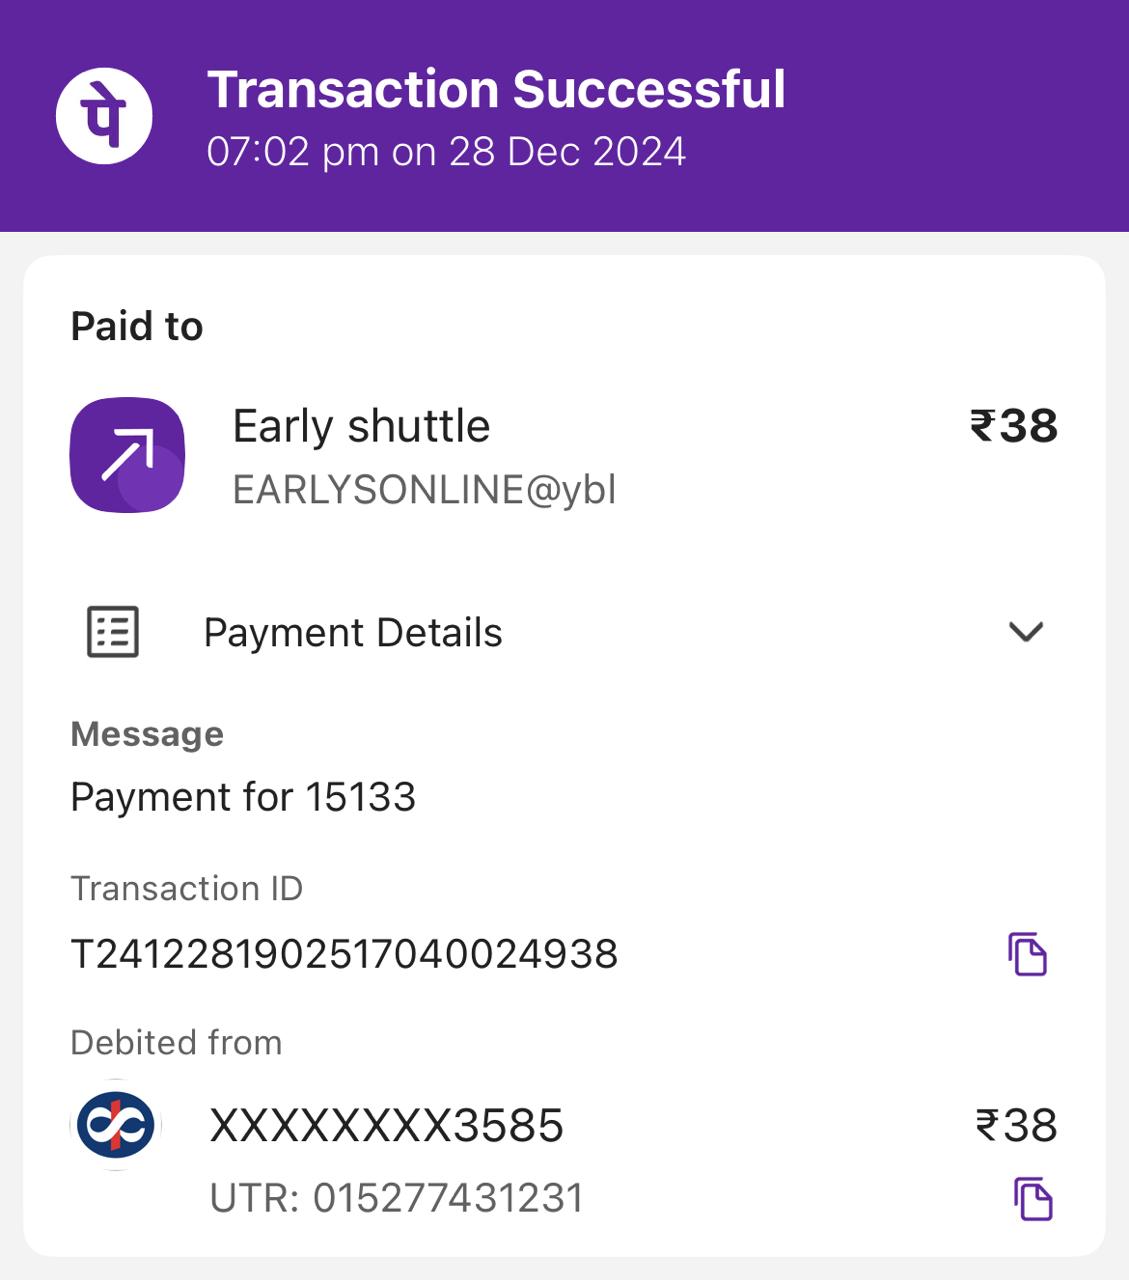 पे
Transaction Successful
07:02 pm on 28 Dec 2024
Paid to
Early shuttle ₹38
EARLYSONLINE@ybl
Payment Details
Message
Payment for 15133
Transaction ID
T2412281902517040024938
Debited from
XXXXXXXX3585 ₹38
UTR: 015277431231